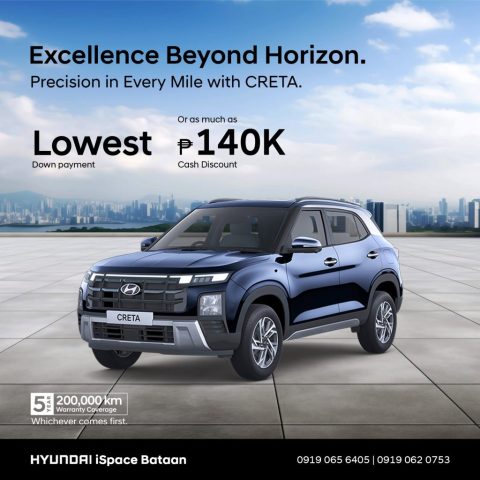 Excellence Beyond Horizon.
Precision in Every Mile with CRETA.
Lowest
Down payment
Or as much as
₱140K
Cash Discount
CRETA
5 YEARS
200,000 km
Warranty Coverage
Whichever comes first.
HYUNDAI iSpace Bataan
0919 065 6405 | 0919 062 0753